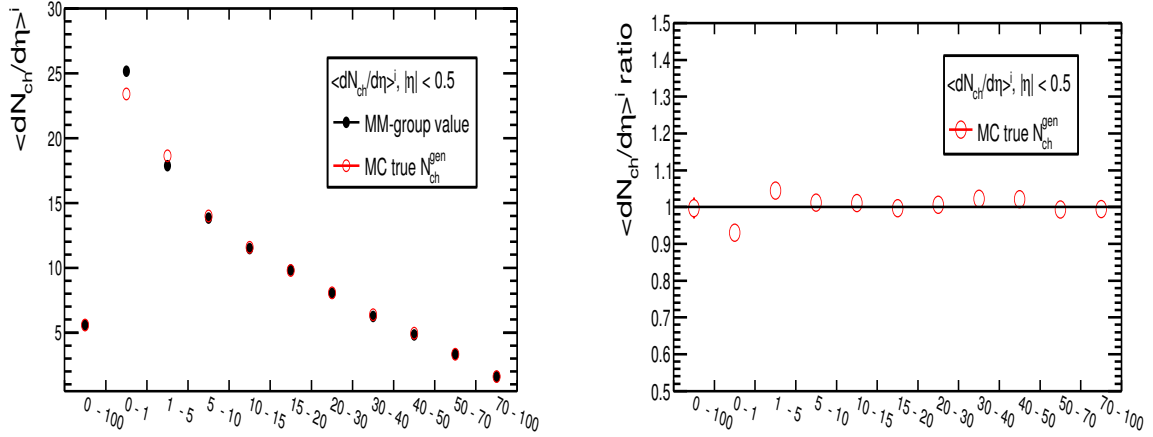 30
25
20
15
10
5
<dN_ch/dη>^i
<dN_ch/dη>^i, |η| < 0.5
MM-group value
MC true N_ch^gen
0 - 100
0 - 1
1 - 5
5 - 10
10 - 15
15 - 20
20 - 30
30 - 40
40 - 50
50 - 70
70 - 100
1.5
1.4
1.3
1.2
1.1
1
0.9
0.8
0.7
0.6
0.5
<dN_ch/dη>^i ratio
<dN_ch/dη>^i, |η| < 0.5
MC true N_ch^gen
0 - 100
0 - 1
1 - 5
5 - 10
10 - 15
15 - 20
20 - 30
30 - 40
40 - 50
50 - 70
70 - 100